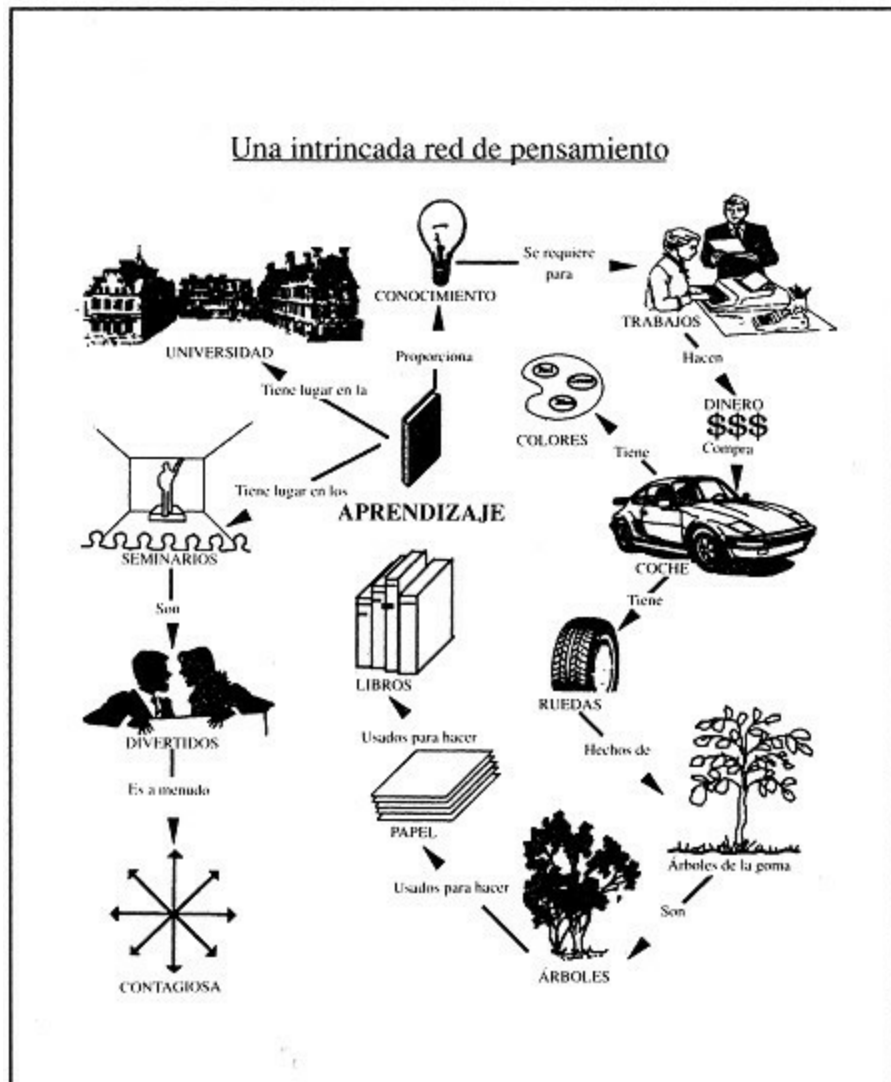 Una intrincada red de pensamiento
CONOCIMIENTO
Se requiere
para
TRABAJOS
UNIVERSIDAD
Proporciona
Hacen
Tiene lugar en la
COLORES
DINERO
$$$
Compra
Tiene
Tiene lugar en los
APRENDIZAJE
SEMINARIOS
COCHE
Tiene
Son
LIBROS
RUEDAS
DIVERTIDOS
Usados para hacer
Hechos de
Es a menudo
PAPEL
Árboles de la goma
Usados para hacer
Son
CONTAGIOSA
ÁRBOLES